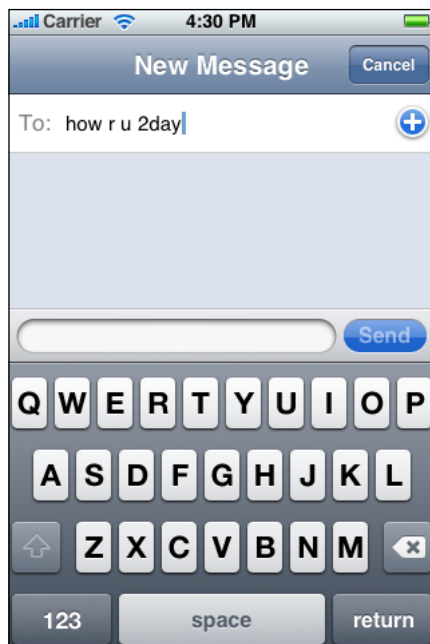 Carrier 4:30 PM
New Message Cancel
To: how r u 2day
Send
Q W E R T Y U I O P
A S D F G H J K L
Z X C V B N M
123 space return